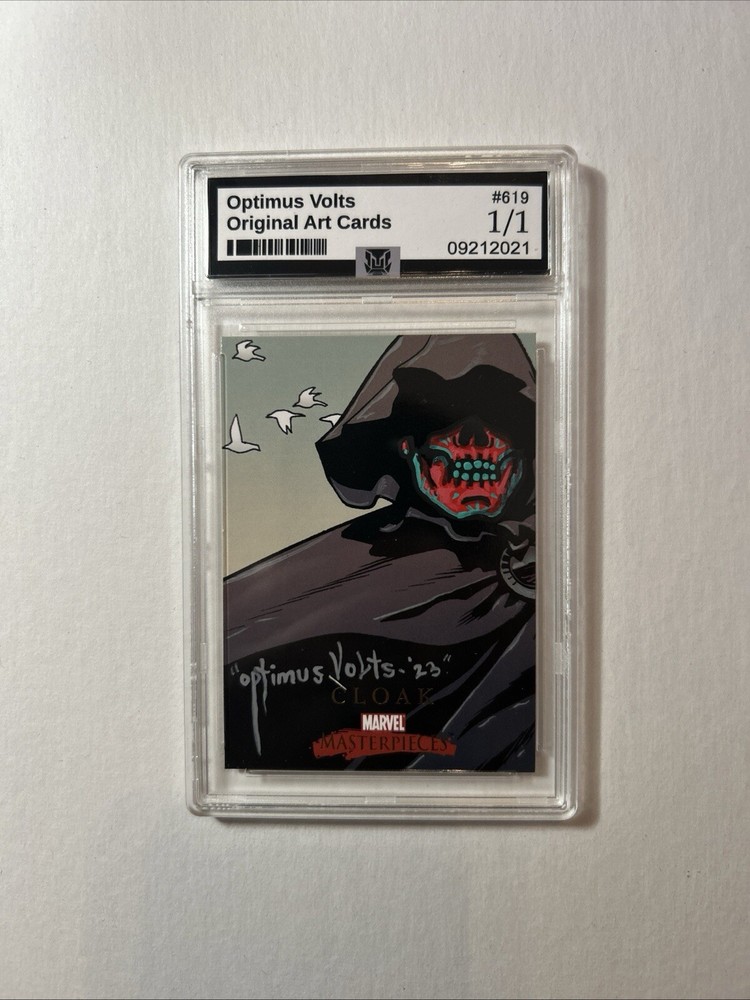 Optimus Volts
Original Art Cards
#619
1/1
09212021
"optimus Volts-'23"
CLOAK
MARVEL
MASTERPIECES